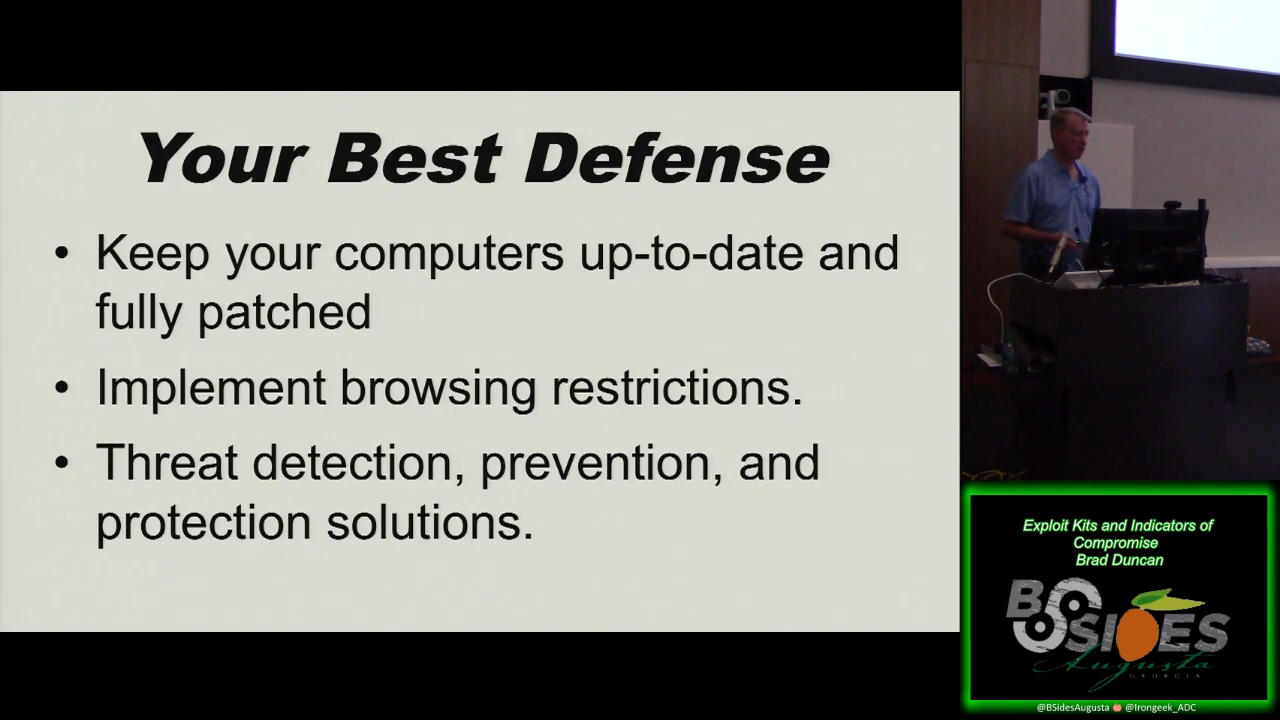 Your Best Defense
• Keep your computers up-to-date and
fully patched
• Implement browsing restrictions.
• Threat detection, prevention, and
protection solutions.
Exploit Kits and Indicators of
Compromise
Brad Duncan
BSIDES
Augusta
GEORGIA
@BSidesAugusta @Irongeek_ADC